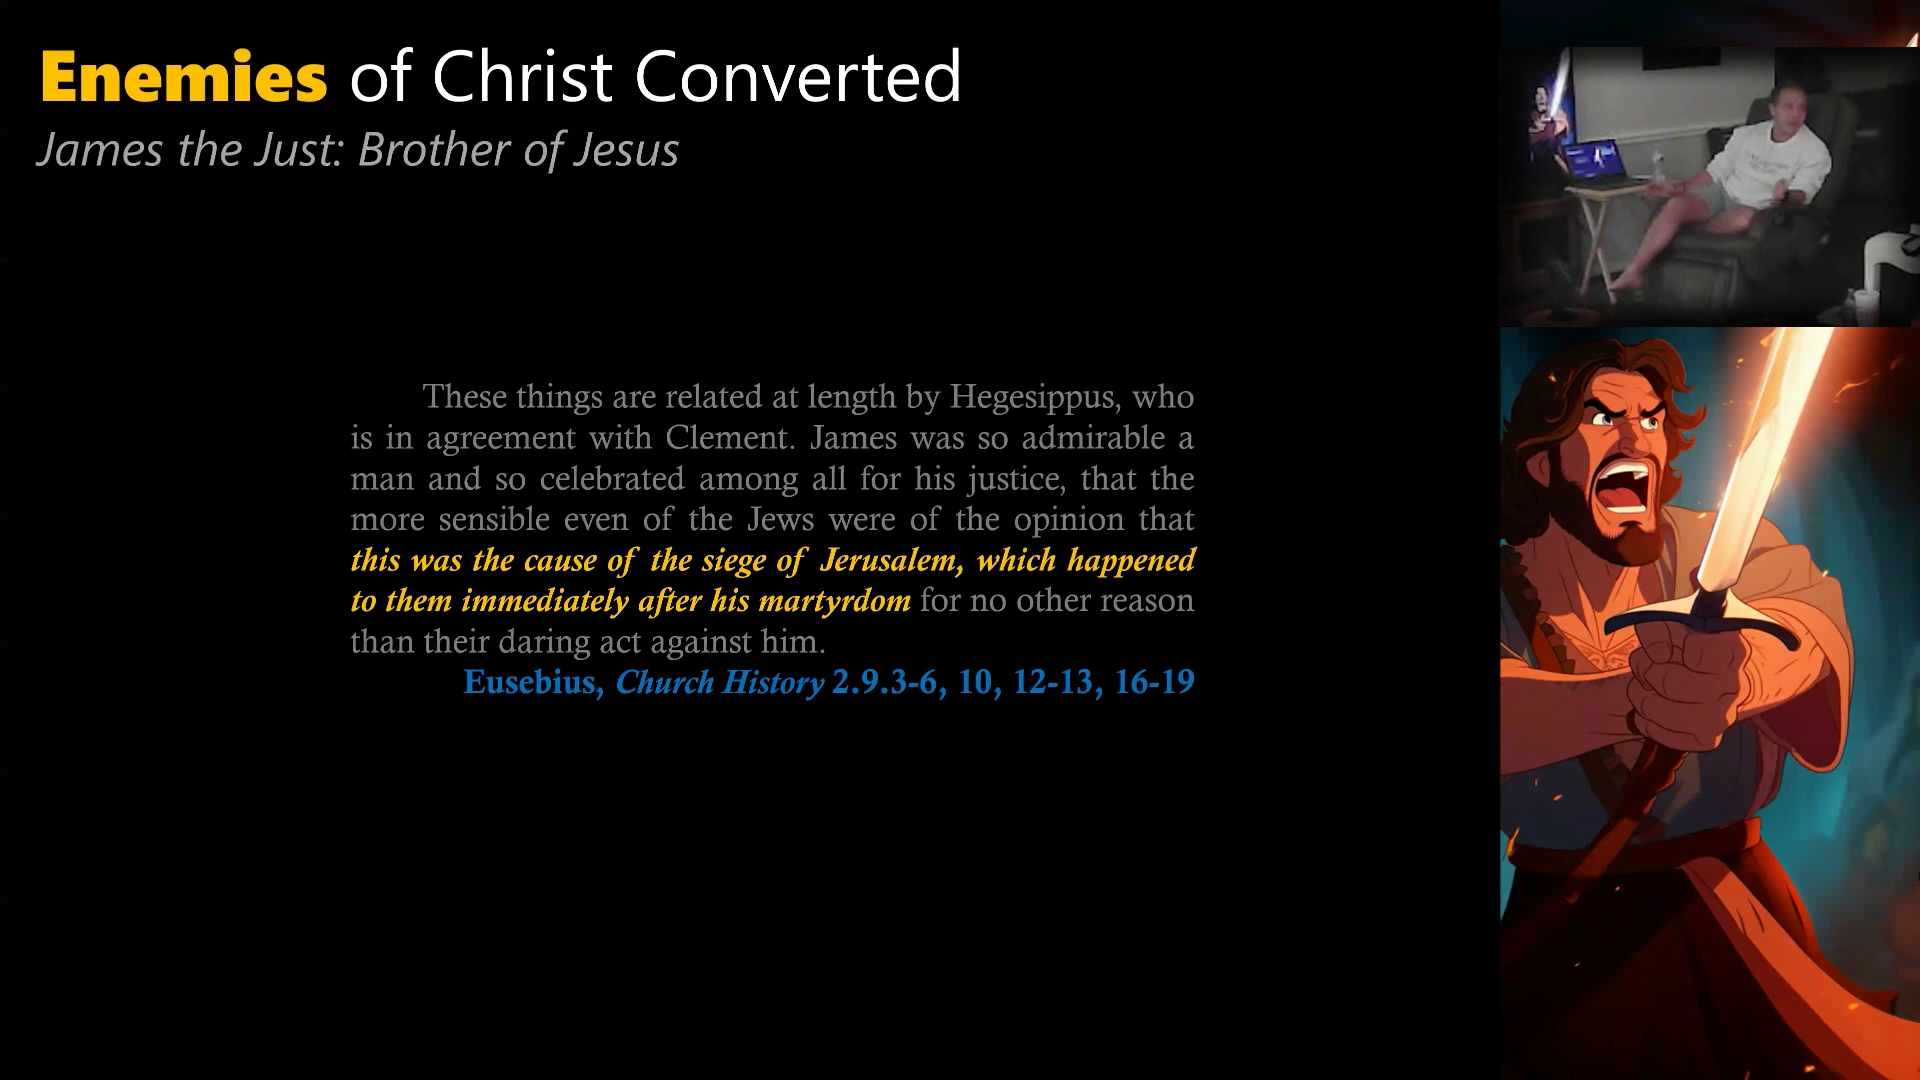 Enemies of Christ Converted
James the Just: Brother of Jesus
These things are related at length by Hegesippus, who
is in agreement with Clement. James was so admirable a
man and so celebrated among all for his justice, that the
more sensible even of the Jews were of the opinion that
this was the cause of the siege of Jerusalem, which happened
to them immediately after his martyrdom for no other reason
than their daring act against him.
Eusebius, Church History 2.9.3-6, 10, 12-13, 16-19